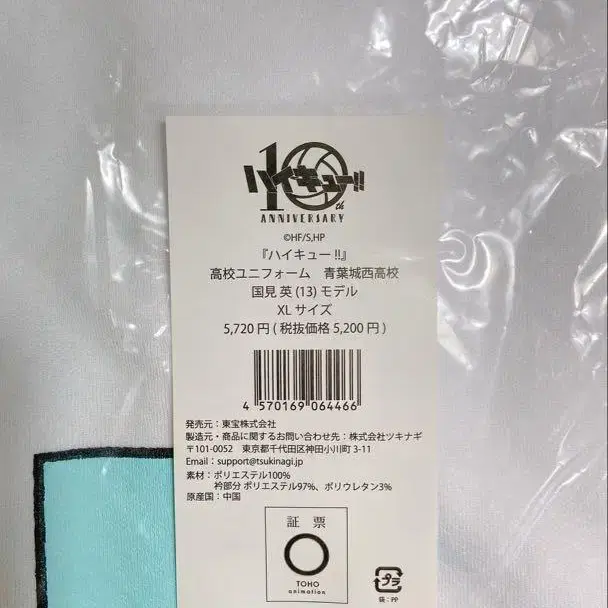 10th
ハイキュー!!
ANNIVERSARY
©HF/S,HP
『ハイキュー!!』
高校ユニフォーム　青葉城西高校
国見 英 (13) モデル
XL サイズ
5,720 円 ( 税抜価格 5,200 円 )
4 570169 064466
発売元：東宝株式会社
製造元・商品に関するお問い合わせ先：株式会社ツキナギ
〒101-0052　東京都千代田区神田小川町 3-11
Email：support@tsukinagi.jp
素材：ポリエステル100%
衿部分 ポリエステル97%、ポリウレタン3%
原産国：中国
証 票
TOHO
animation
プラ
袋：PP